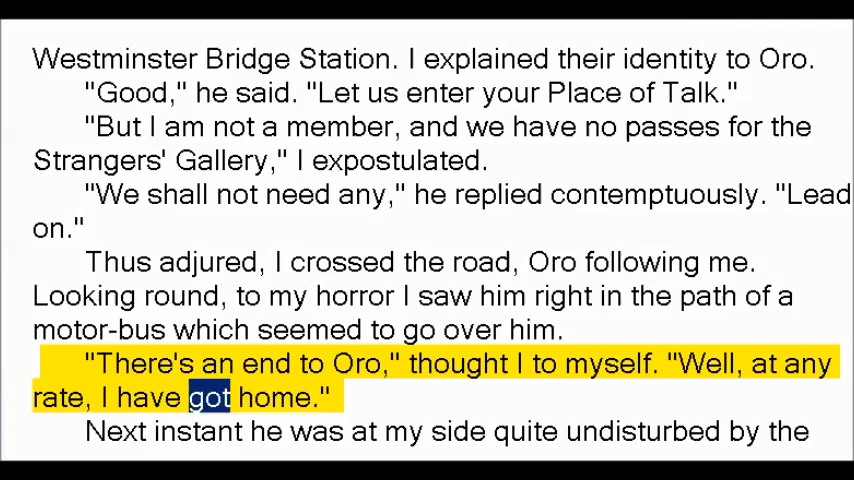 Westminster Bridge Station. I explained their identity to Oro.
"Good," he said. "Let us enter your Place of Talk."
"But I am not a member, and we have no passes for the
Strangers' Gallery," I expostulated.
"We shall not need any," he replied contemptuously. "Lead
on."
Thus adjured, I crossed the road, Oro following me.
Looking round, to my horror I saw him right in the path of a
motor-bus which seemed to go over him.
"There's an end to Oro," thought I to myself. "Well, at any
rate, I have got home."
Next instant he was at my side quite undisturbed by the